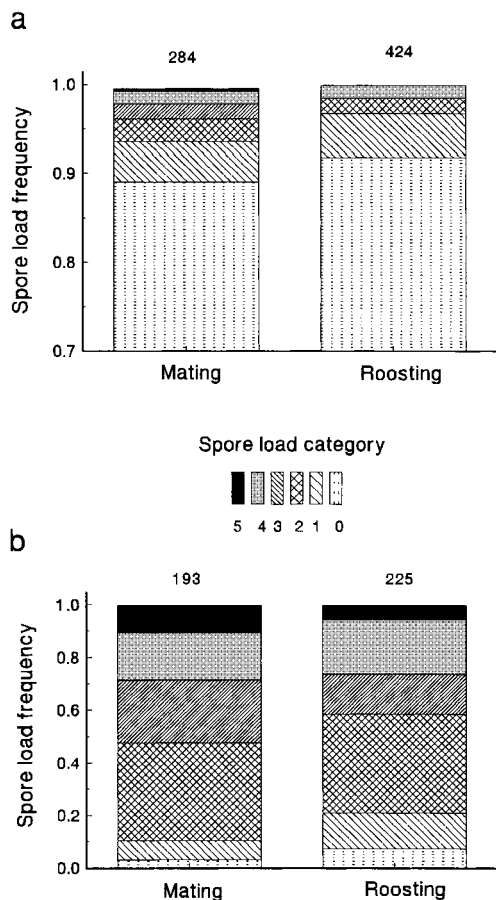 a
284 424
1.0
0.9
0.8
0.7
Spore load frequency
Mating Roosting
Spore load category
5 4 3 2 1 0
b
193 225
1.0
0.8
0.6
0.4
0.2
0.0
Spore load frequency
Mating Roosting